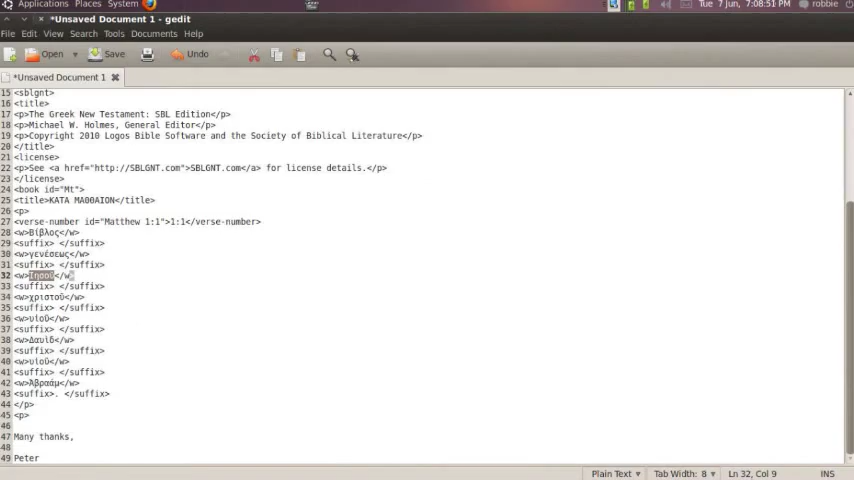 Applications Places System Tue 7 Jun, 7:08:51 PM robbie
*Unsaved Document 1 - gedit
File Edit View Search Tools Documents Help
Open Save Undo
*Unsaved Document 1
15 <sblgnt>
16 <title>
17 <p>The Greek New Testament: SBL Edition</p>
18 <p>Michael W. Holmes, General Editor</p>
19 <p>Copyright 2010 Logos Bible Software and the Society of Biblical Literature</p>
20 </title>
21 <license>
22 <p>See <a href="http://SBLGNT.com">SBLGNT.com</a> for license details.</p>
23 </license>
24 <book id="Mt">
25 <title>ΚΑΤΑ ΜΑΘΘΑΙΟΝ</title>
26 <p>
27 <verse-number id="Matthew 1:1">1:1</verse-number>
28 <w>Βίβλος</w>
29 <suffix> </suffix>
30 <w>γενέσεως</w>
31 <suffix> </suffix>
32 <w>Ἰησοῦ</w>
33 <suffix> </suffix>
34 <w>χριστοῦ</w>
35 <suffix> </suffix>
36 <w>υἱοῦ</w>
37 <suffix> </suffix>
38 <w>Δαυὶδ</w>
39 <suffix> </suffix>
40 <w>υἱοῦ</w>
41 <suffix> </suffix>
42 <w>Ἀβραάμ</w>
43 <suffix>. </suffix>
44 </p>
45 <p>
46
47 Many thanks,
48
49 Peter
Plain Text Tab Width: 8 Ln 32, Col 9 INS